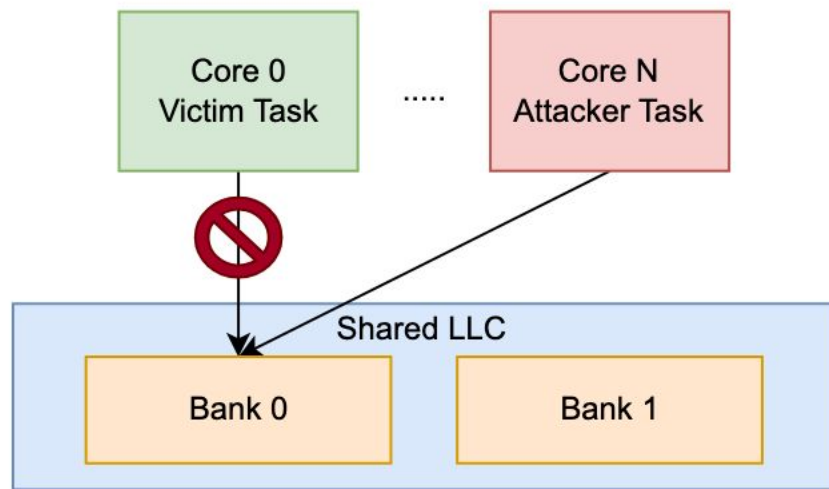 Core 0
Victim Task
.....
Core N
Attacker Task
Shared LLC
Bank 0
Bank 1